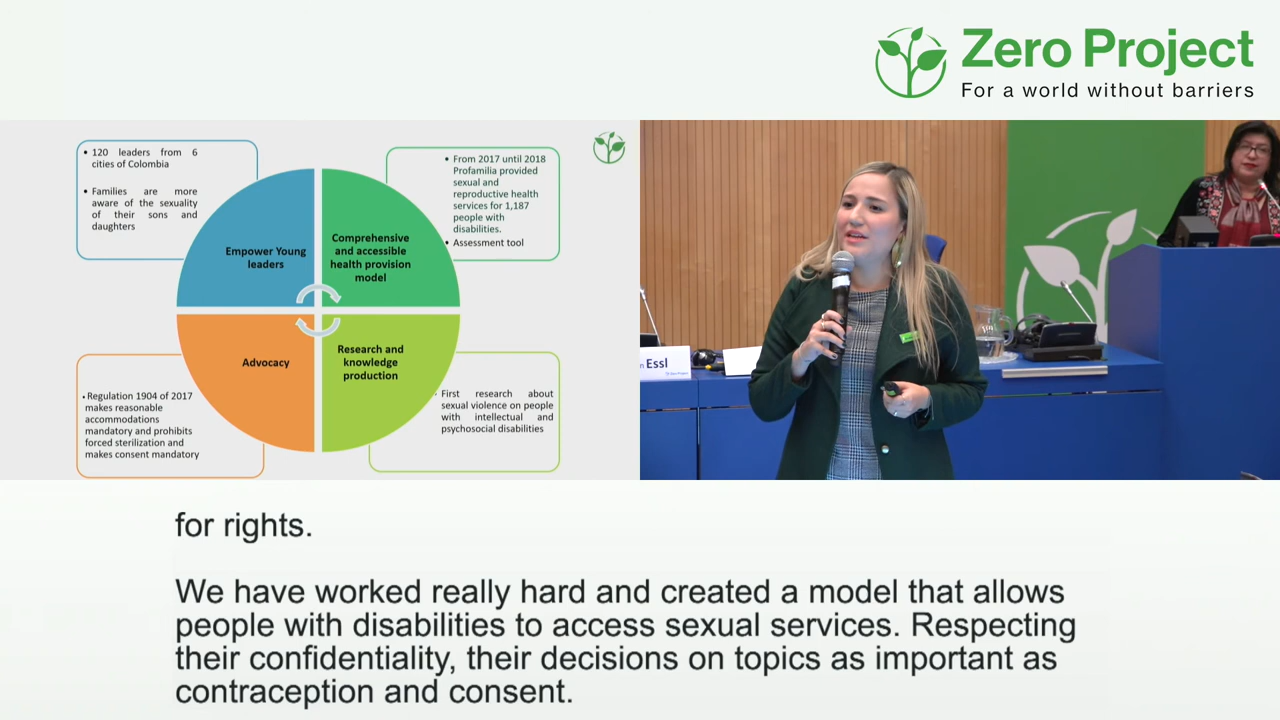 Zero Project
For a world without barriers
• 120 leaders from 6
cities of Colombia
• Families are more
aware of the sexuality
of their sons and
daughters
• From 2017 until 2018
Profamilia provided
sexual and
reproductive health
services for 1,187
people with
disabilities.
• Assessment tool
Empower Young
leaders
Comprehensive
and accessible
health provision
model
Advocacy
Research and
knowledge
production
• Regulation 1904 of 2017
makes reasonable
accommodations
mandatory and prohibits
forced sterilization and
makes consent mandatory
First research about
sexual violence on people
with intellectual and
psychosocial disabilities
Essl
for rights.
We have worked really hard and created a model that allows
people with disabilities to access sexual services. Respecting
their confidentiality, their decisions on topics as important as
contraception and consent.